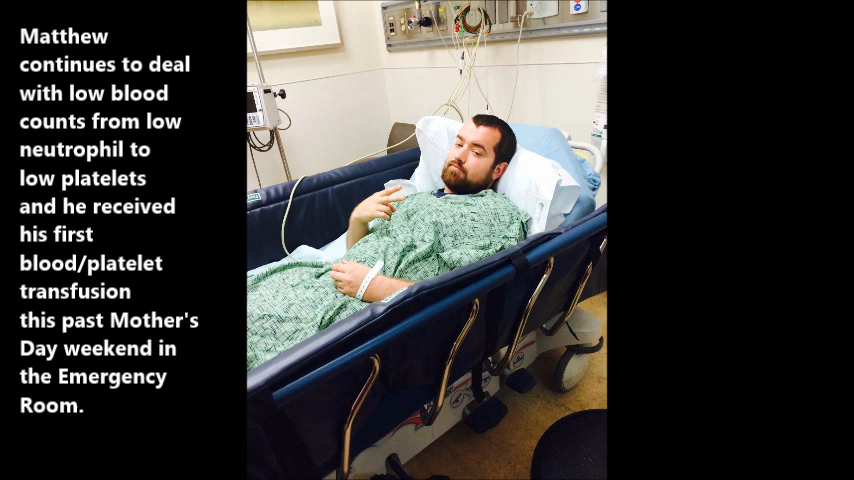 Matthew
continues to deal
with low blood
counts from low
neutrophil to
low platelets
and he received
his first
blood/platelet
transfusion
this past Mother's
Day weekend in
the Emergency
Room.